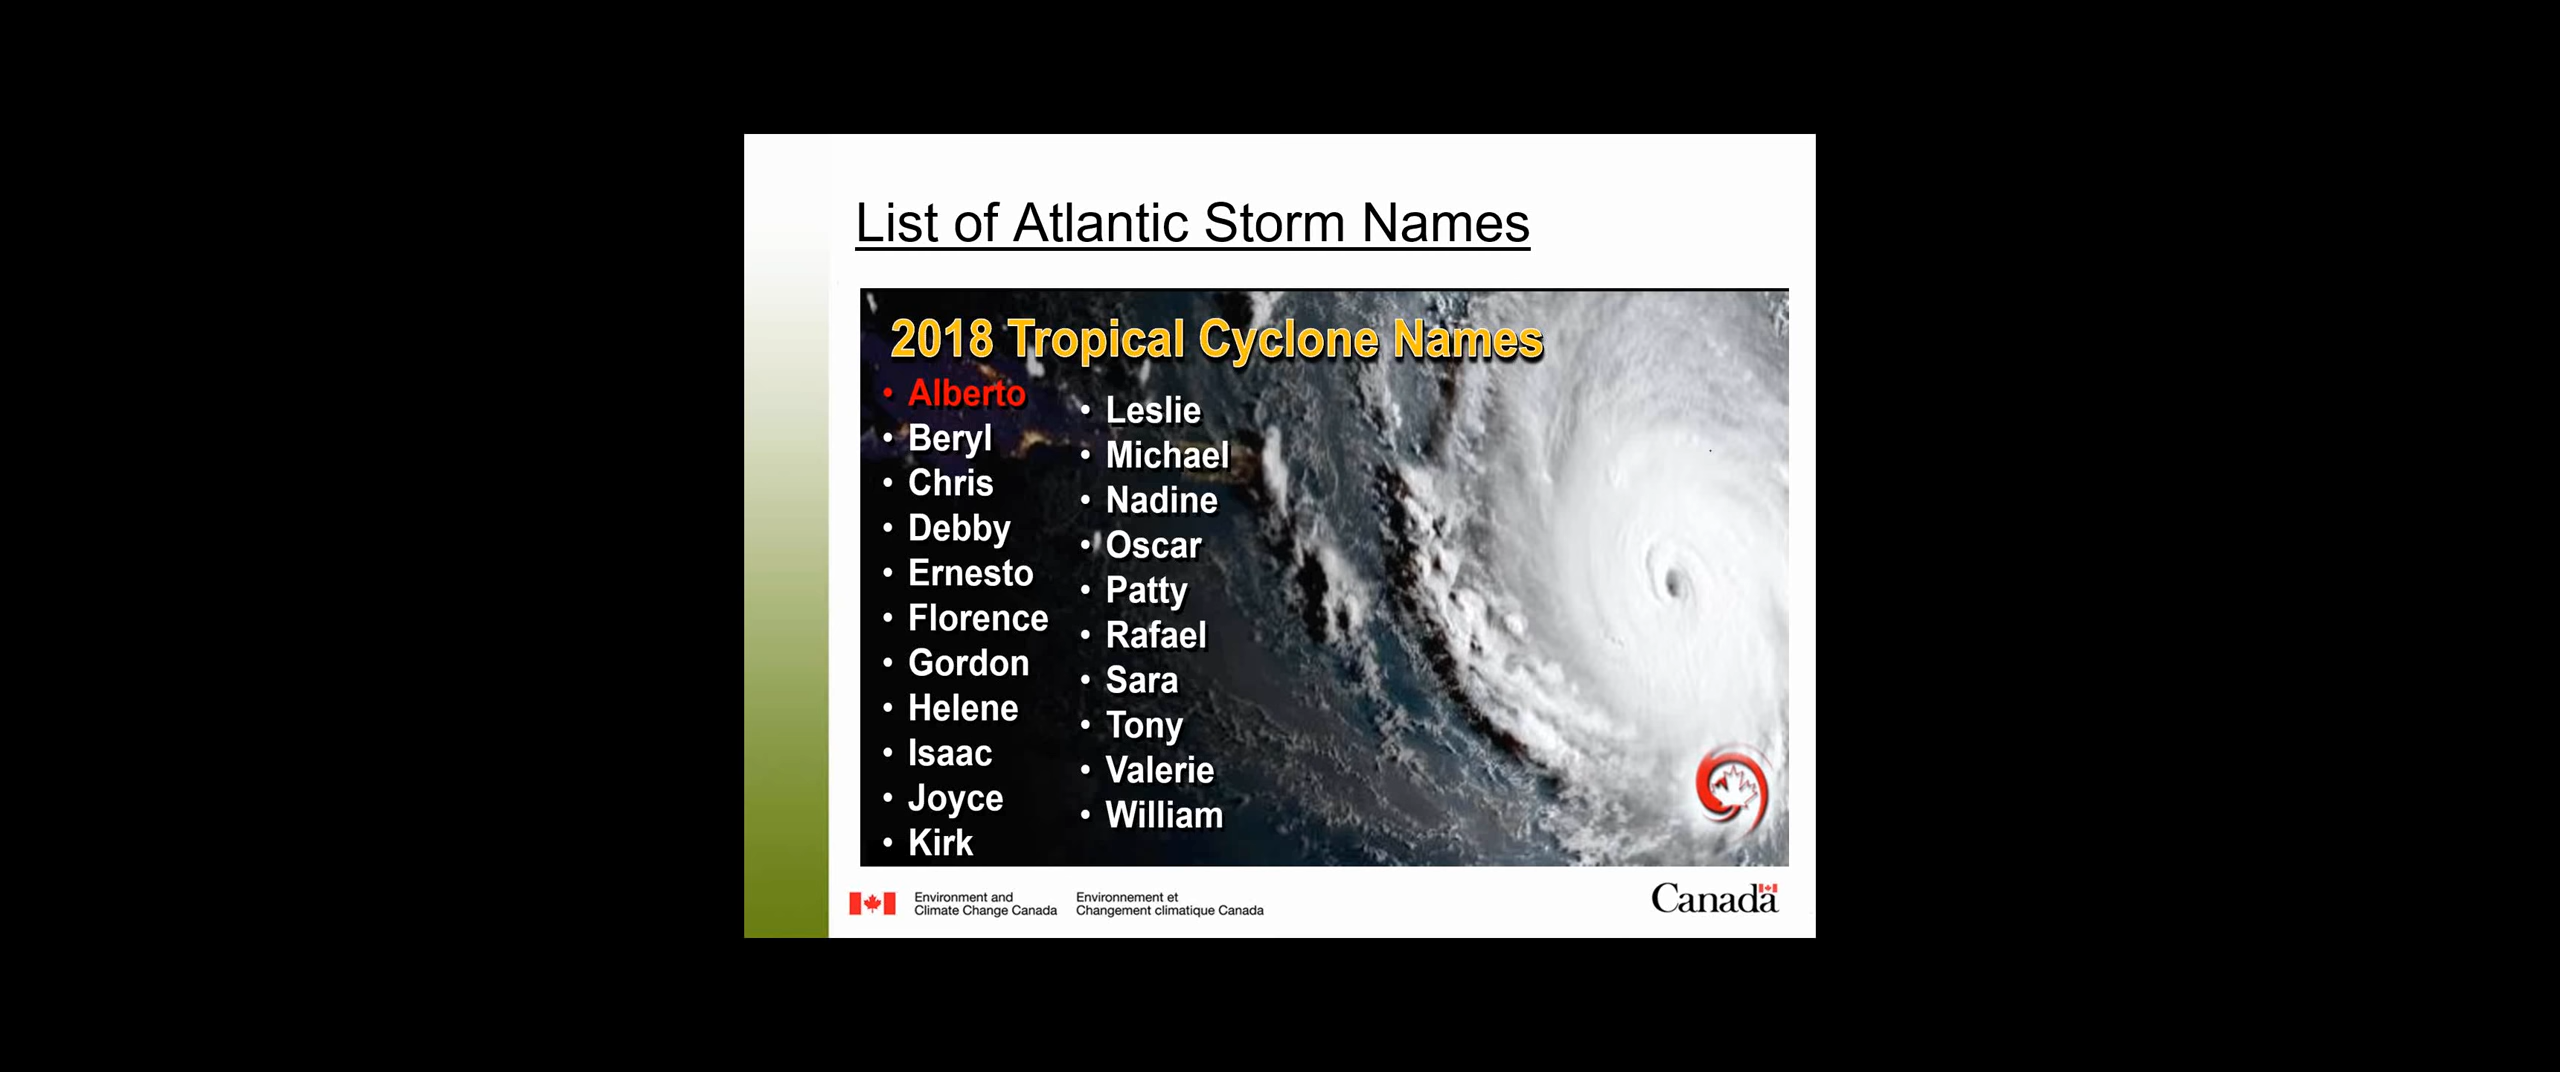 List of Atlantic Storm Names
2018 Tropical Cyclone Names
• Alberto
• Beryl
• Chris
• Debby
• Ernesto
• Florence
• Gordon
• Helene
• Isaac
• Joyce
• Kirk
• Leslie
• Michael
• Nadine
• Oscar
• Patty
• Rafael
• Sara
• Tony
• Valerie
• William
Environment and
Climate Change Canada
Environnement et
Changement climatique Canada
Canada